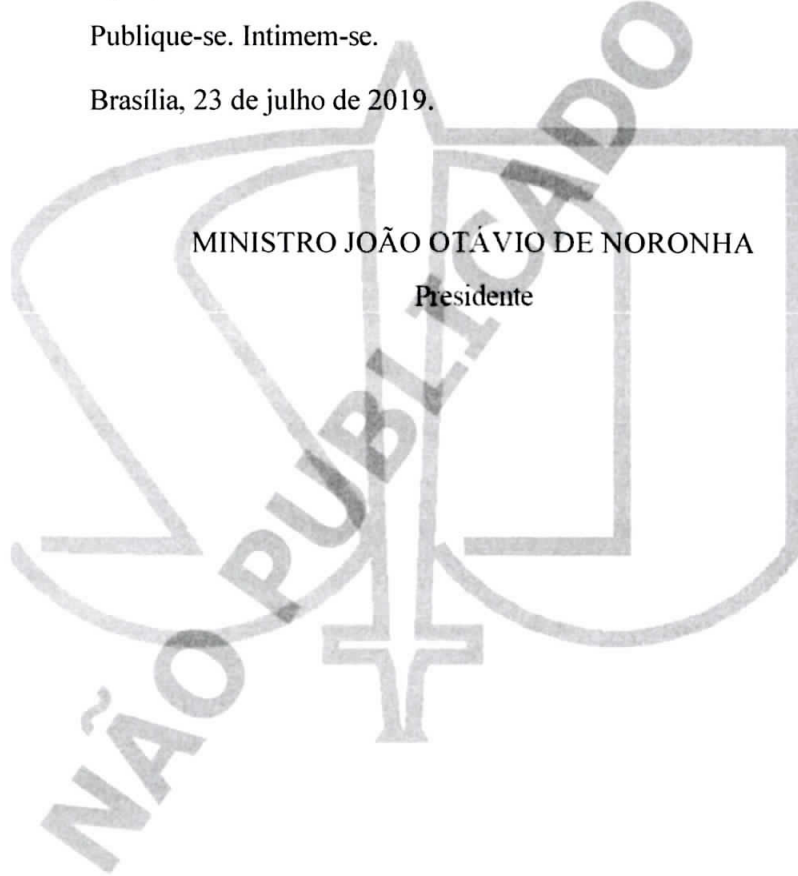 Publique-se. Intimem-se.
Brasília, 23 de julho de 2019.
MINISTRO JOÃO OTÁVIO DE NORONHA
Presidente
NÃO PUBLICADO